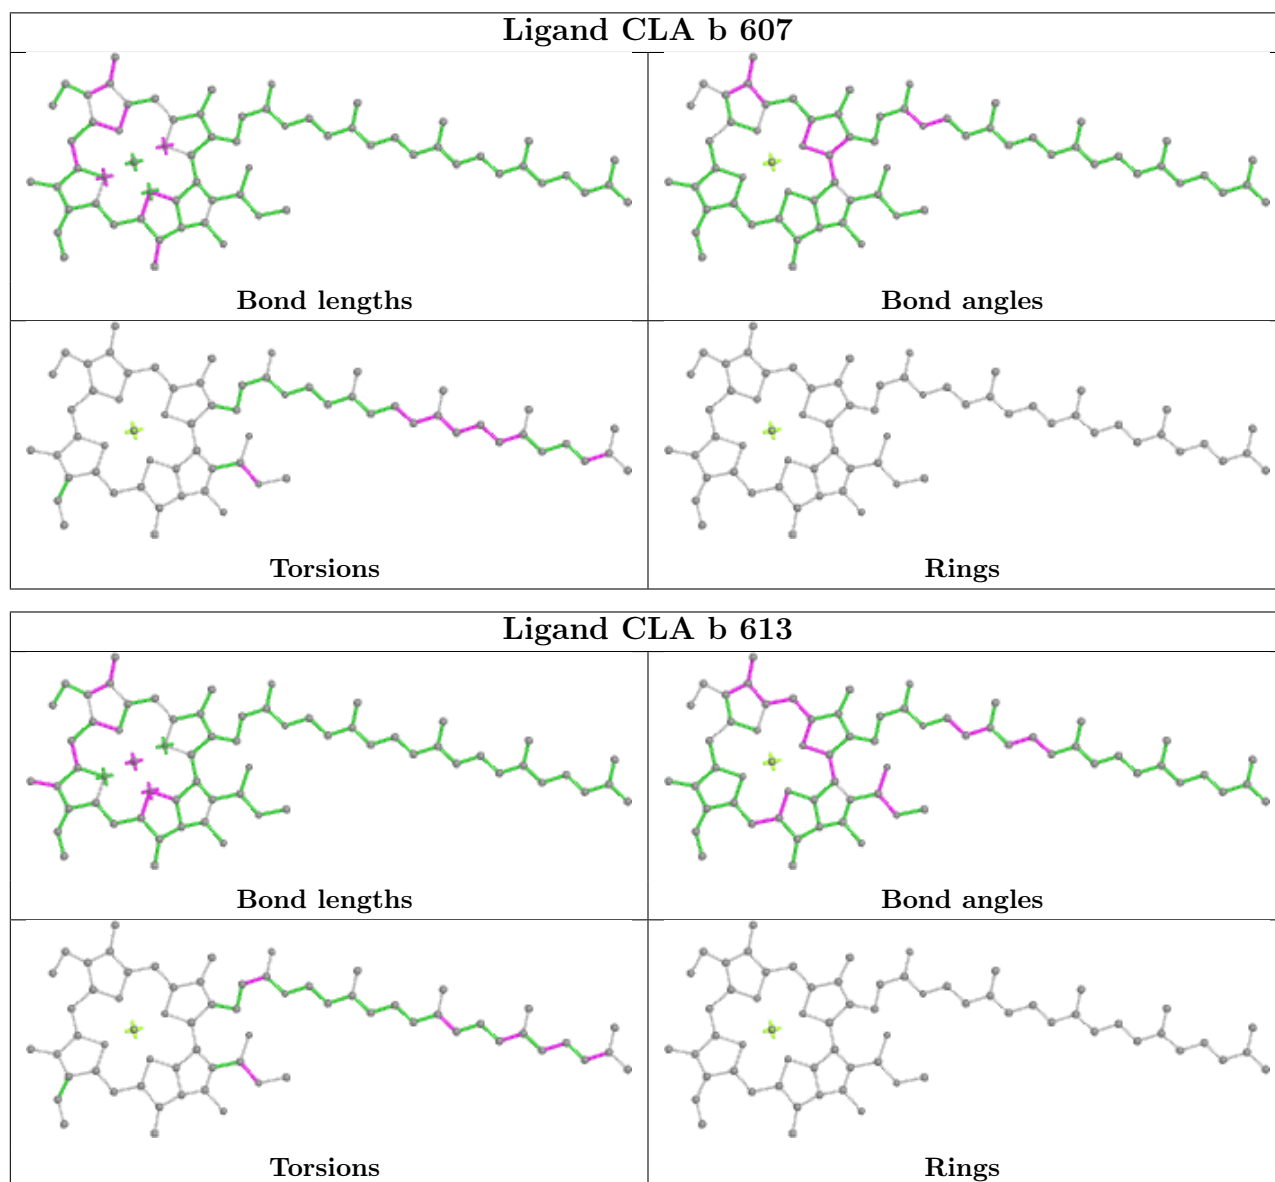 Ligand CLA b 607
Bond lengths
Bond angles
Torsions
Rings
Ligand CLA b 613
Bond lengths
Bond angles
Torsions
Rings